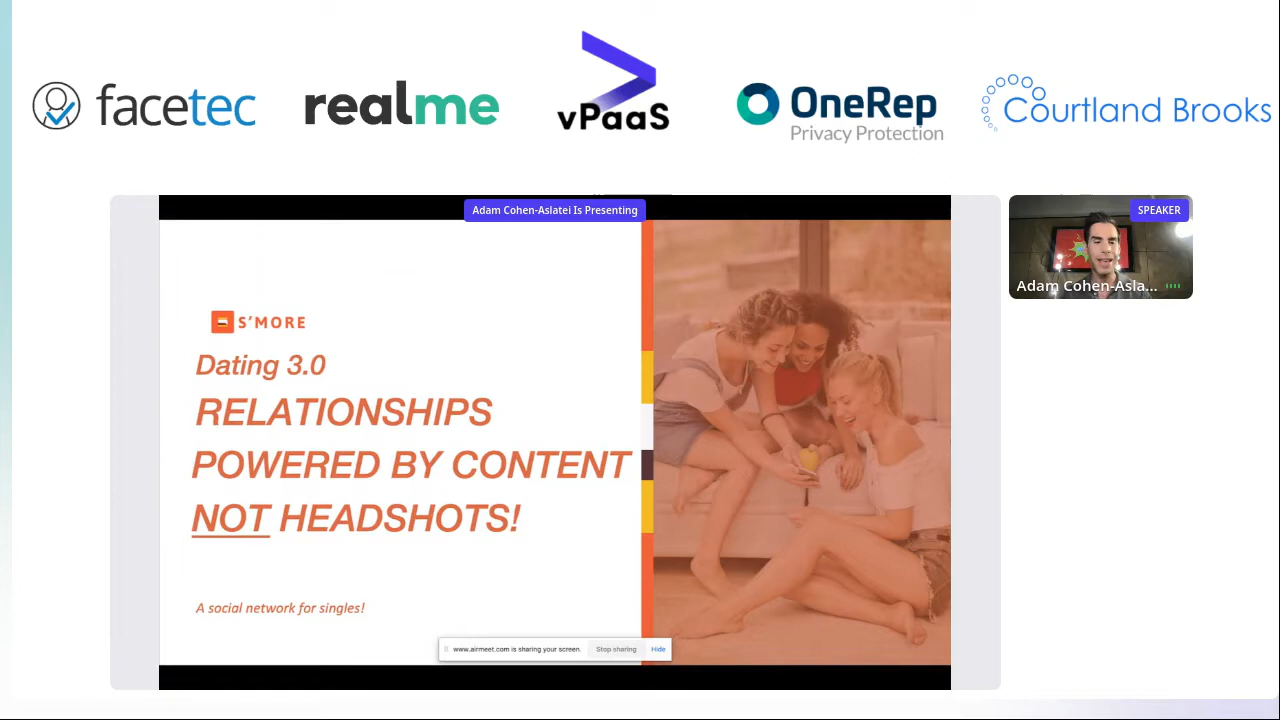 facetec
realme
vPaaS
OneRep
Privacy Protection
Courtland Brooks
Adam Cohen-Aslatei Is Presenting
SPEAKER
Adam Cohen-Asla...
S'MORE
Dating 3.0
RELATIONSHIPS
POWERED BY CONTENT
NOT HEADSHOTS!
A social network for singles!
www.airmeet.com is sharing your screen.
Stop sharing
Hide